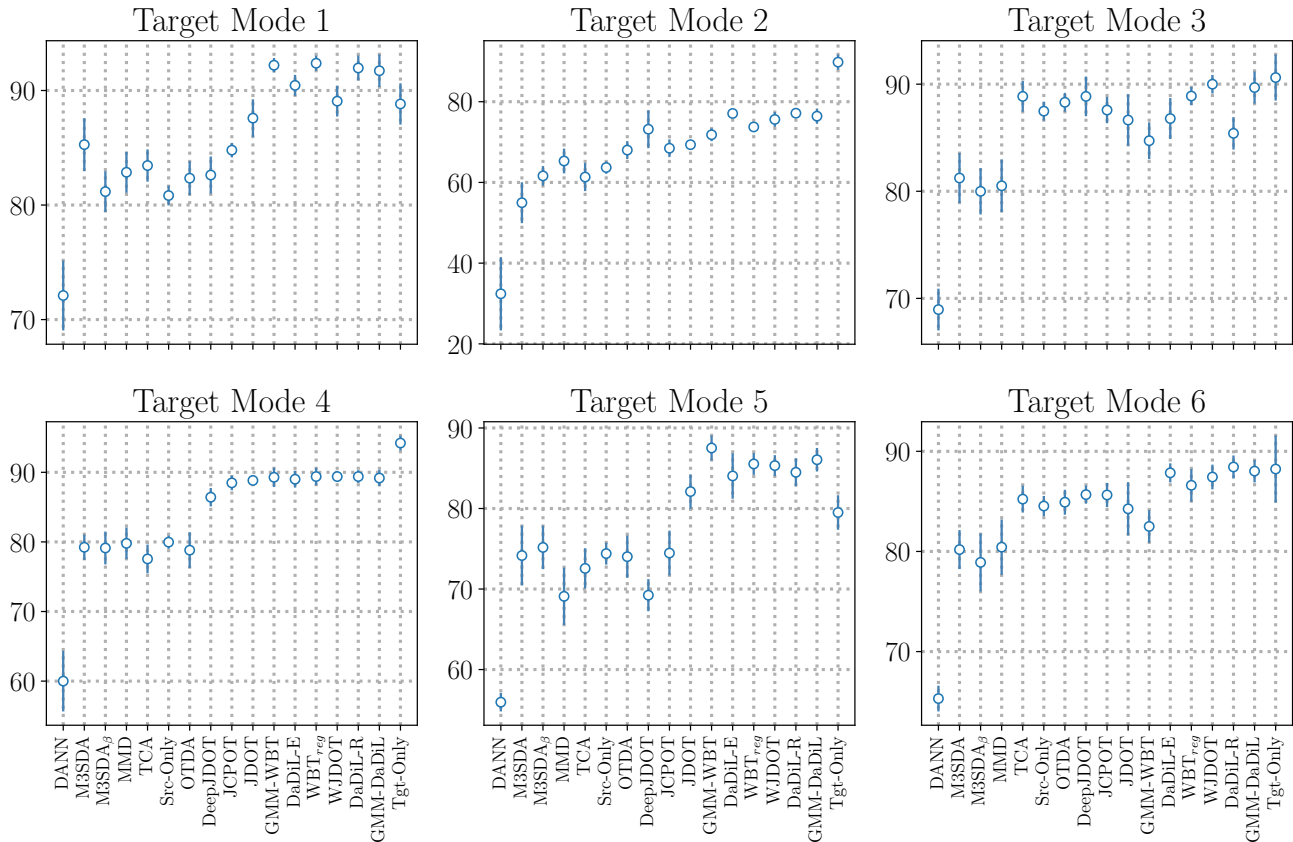 Target Mode 1
Target Mode 2
Target Mode 3
90
80
70
80
60
40
20
90
80
70
Target Mode 4
Target Mode 5
Target Mode 6
90
80
70
60
90
80
70
60
90
80
70
DANN
M3SDA
M3SDAβ
MMD
TCA
Src-Only
OTDA
DeepJDOT
JCPOT
JDOT
GMM-WBT
DaDiL-E
WBTreg
WJDOT
DaDiL-R
GMM-DaDiL
Tgt-Only
DANN
M3SDA
M3SDAβ
MMD
TCA
Src-Only
OTDA
DeepJDOT
JCPOT
JDOT
GMM-WBT
DaDiL-E
WBTreg
WJDOT
DaDiL-R
GMM-DaDiL
Tgt-Only
DANN
M3SDA
M3SDAβ
MMD
TCA
Src-Only
OTDA
DeepJDOT
JCPOT
JDOT
GMM-WBT
DaDiL-E
WBTreg
WJDOT
DaDiL-R
GMM-DaDiL
Tgt-Only